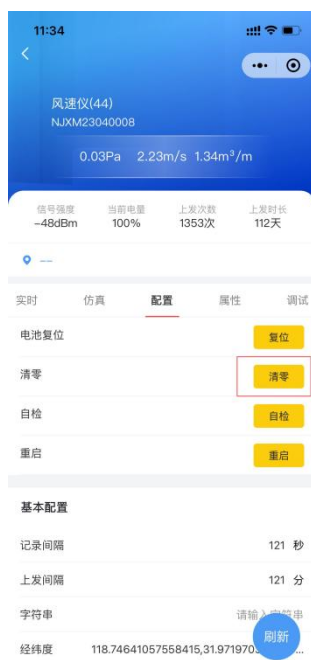 11:34
风速仪(44)
NJXM23040008
0.03Pa 2.23m/s 1.34m³/m
信号强度 当前电量 上发次数 上发时长
-48dBm 100% 1353次 112天
--
实时 仿真 配置 属性 调试
电池复位 复位
清零 清零
自检 自检
重启 重启
基本配置
记录间隔 121 秒
上发间隔 121 分
字符串 请输入字符串
刷新
经纬度 118.74641057558415,31.971970...